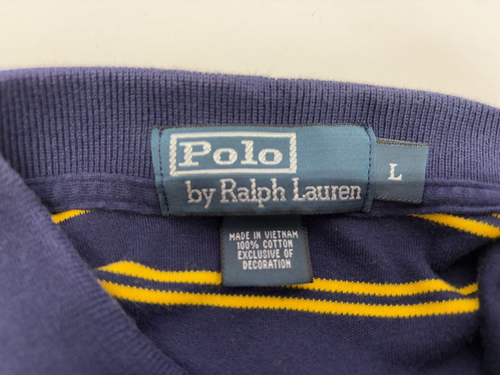 Polo
by Ralph Lauren
L
MADE IN VIETNAM
100% COTTON
EXCLUSIVE OF
DECORATION